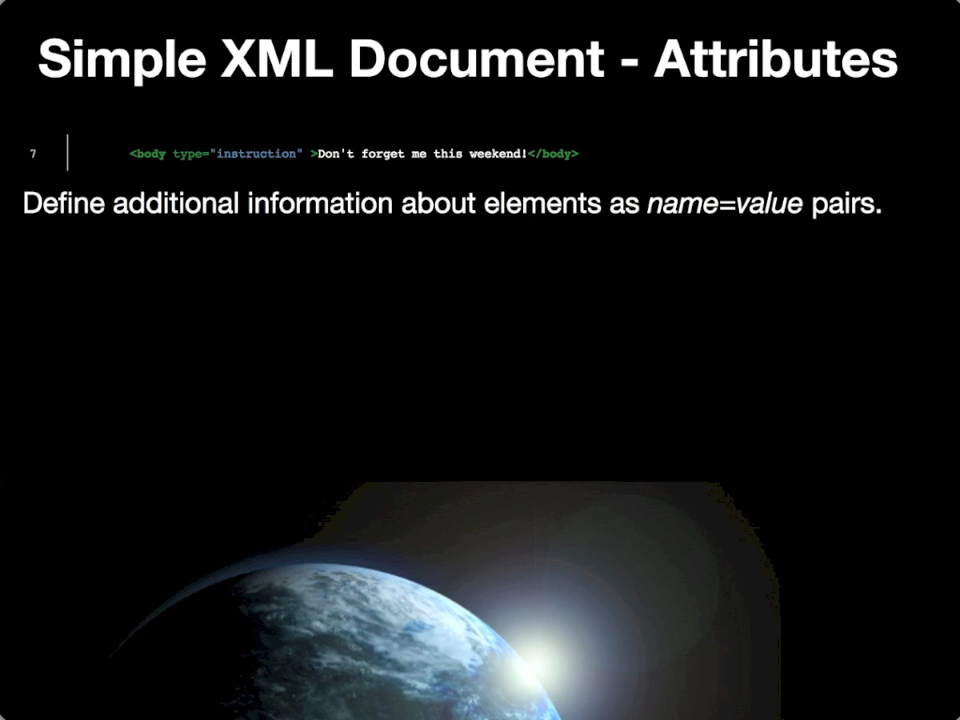 Simple XML Document - Attributes
7 <body type="instruction" >Don't forget me this weekend!</body>
Define additional information about elements as name=value pairs.